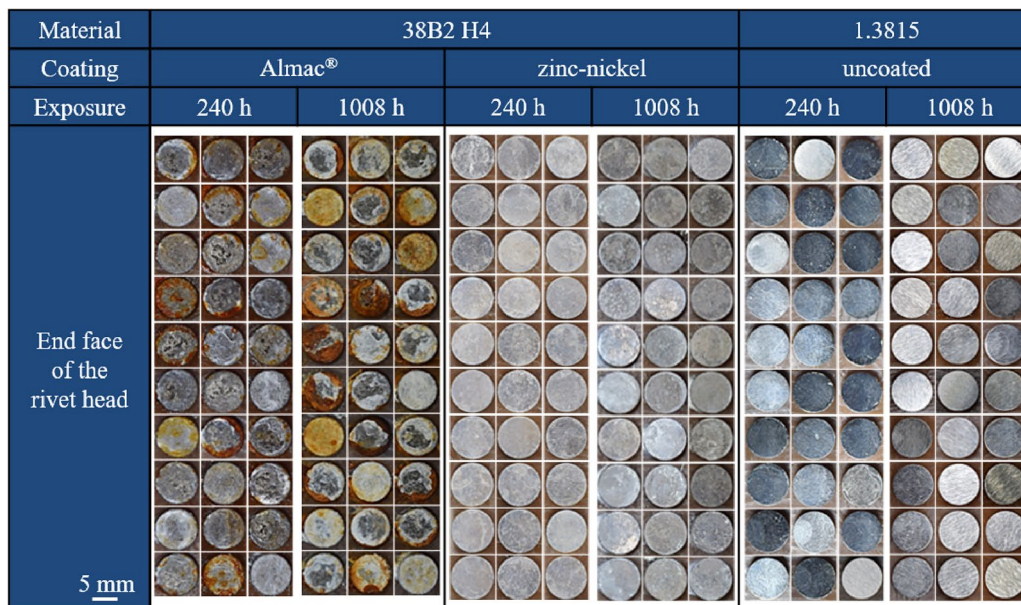 Material 38B2 H4 1.3815
Coating Almac® zinc-nickel uncoated
Exposure 240 h 1008 h 240 h 1008 h 240 h 1008 h
End face
of the
rivet head
5 mm